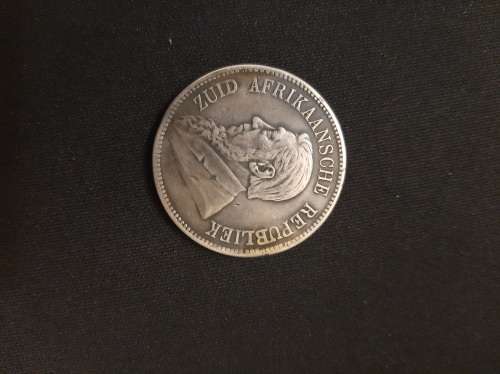 ZUID AFRIKAANSCHE REPUBLIEK